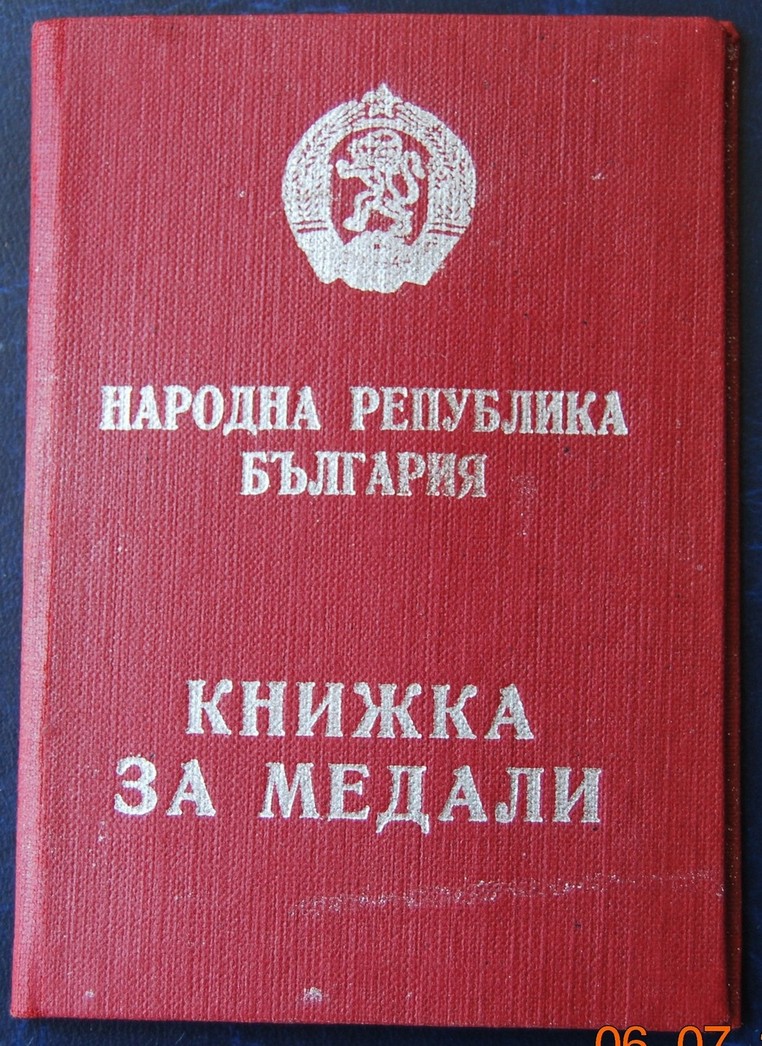 НАРОДНА РЕПУБЛИКА
БЪЛГАРИЯ
КНИЖКА
ЗА МЕДАЛИ
06 07